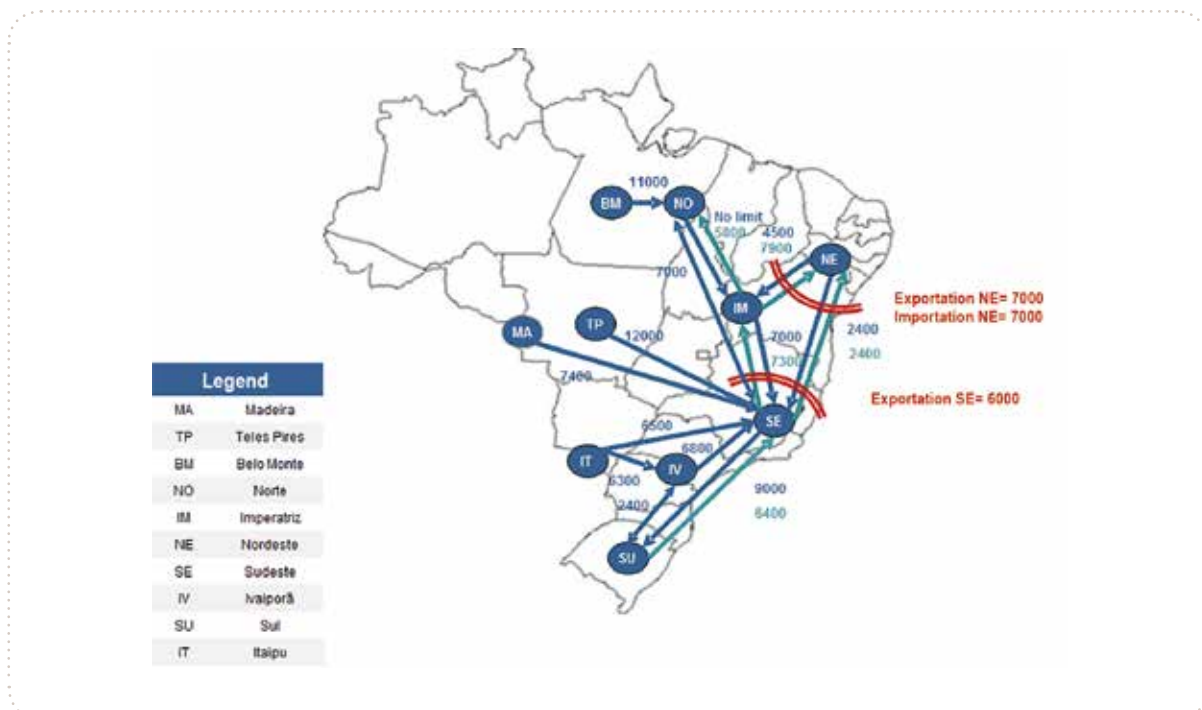 11000
BM
NO
No limit
5800
4500
7900
NE
7000
Exportation NE= 7000
Importation NE= 7000
IM
TP
MA
12000
7000
7300
2400
2400
7400
Exportation SE= 6000
SE
6500
6800
IT
IV
6300
2400
9000
6400
SU
Legend
MA Madeira
TP Teles Pires
BM Belo Monte
NO Norte
IM Imperatriz
NE Nordeste
SE Sudeste
IV Ivaiporã
SU Sul
IT Itaipu